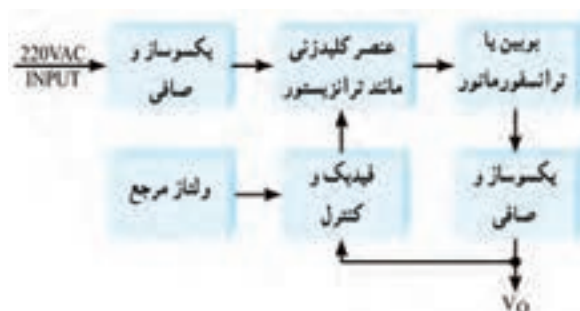 220VAC
INPUT
یکسوساز و
صافی
عنصر کلیدزنی
مانند ترانزیستور
بوبین یا
ترانسفورماتور
ولتاژ مرجع
فیدبک و
کنترل
یکسوساز و
صافی
VO